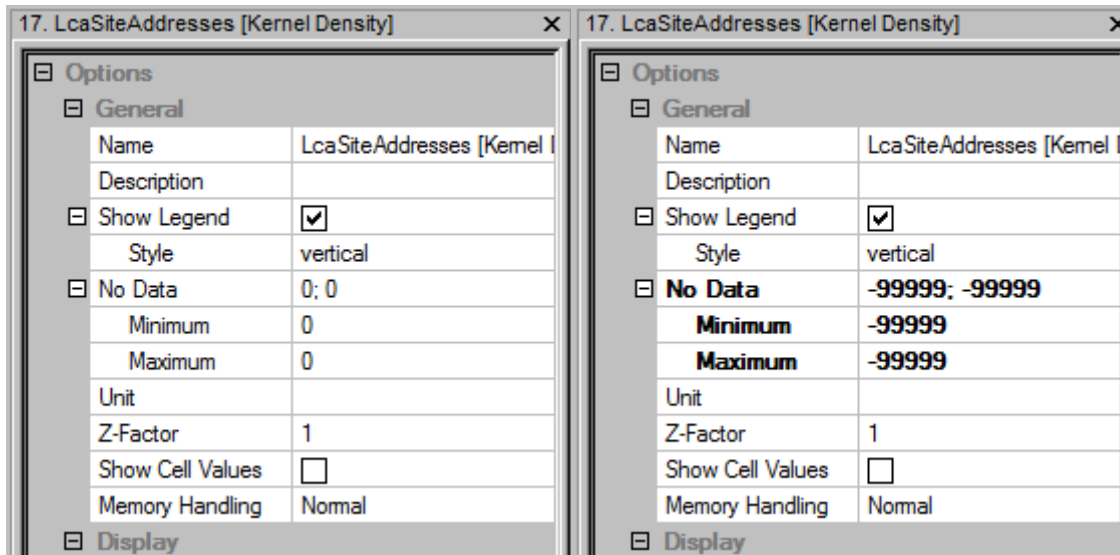 17. LcaSiteAddresses [Kernel Density]
Options
General
Name LcaSiteAddresses [Kernel
Description
Show Legend
Style vertical
No Data 0; 0
Minimum 0
Maximum 0
Unit
Z-Factor 1
Show Cell Values
Memory Handling Normal
Display
17. LcaSiteAddresses [Kernel Density]
Options
General
Name LcaSiteAddresses [Kernel
Description
Show Legend
Style vertical
No Data -99999; -99999
Minimum -99999
Maximum -99999
Unit
Z-Factor 1
Show Cell Values
Memory Handling Normal
Display